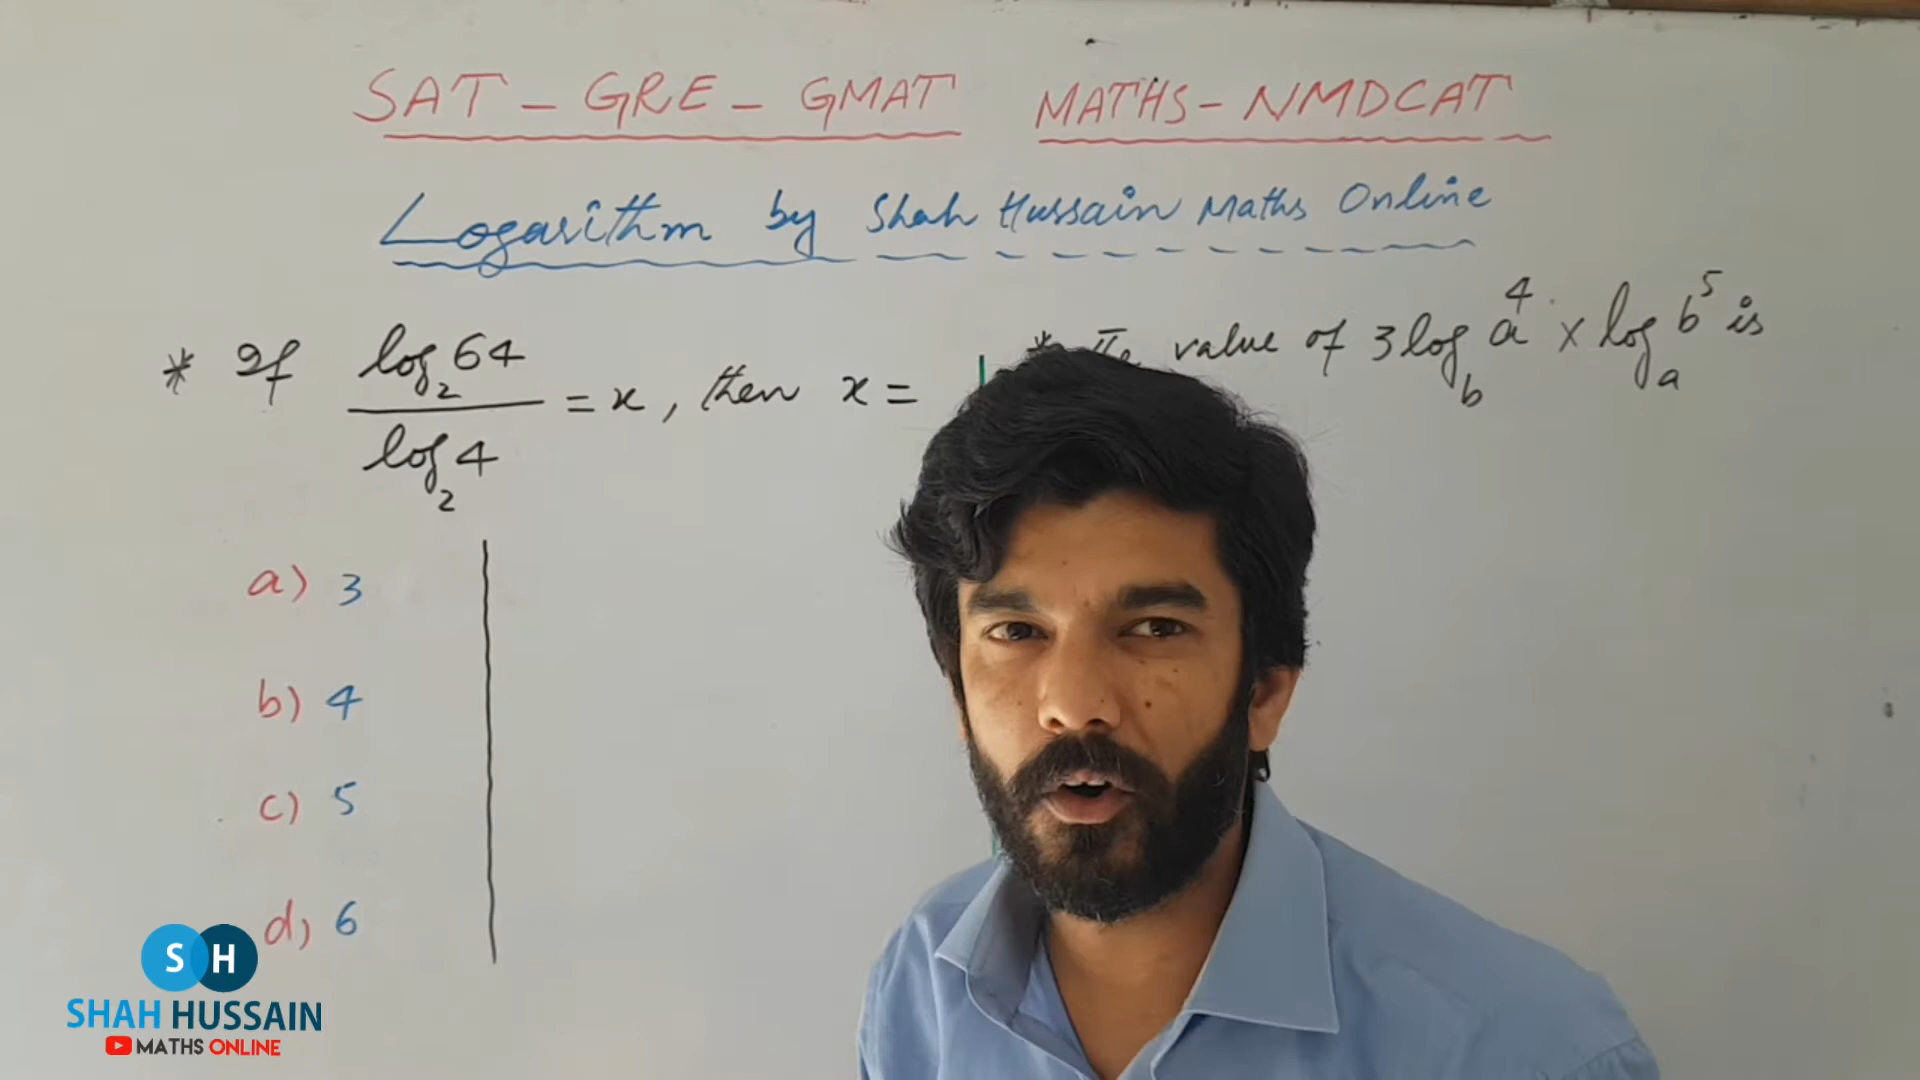 SAT - GRE - GMAT MATHS - NMDCAT
Logarithm by Shah Hussain Maths Online
* If log₂64 / log₂4 = x, then x =
a) 3
b) 4
c) 5
d) 6
* The value of 3 log_b a⁴ × log_a b⁵ is
S H
SHAH HUSSAIN
MATHS ONLINE